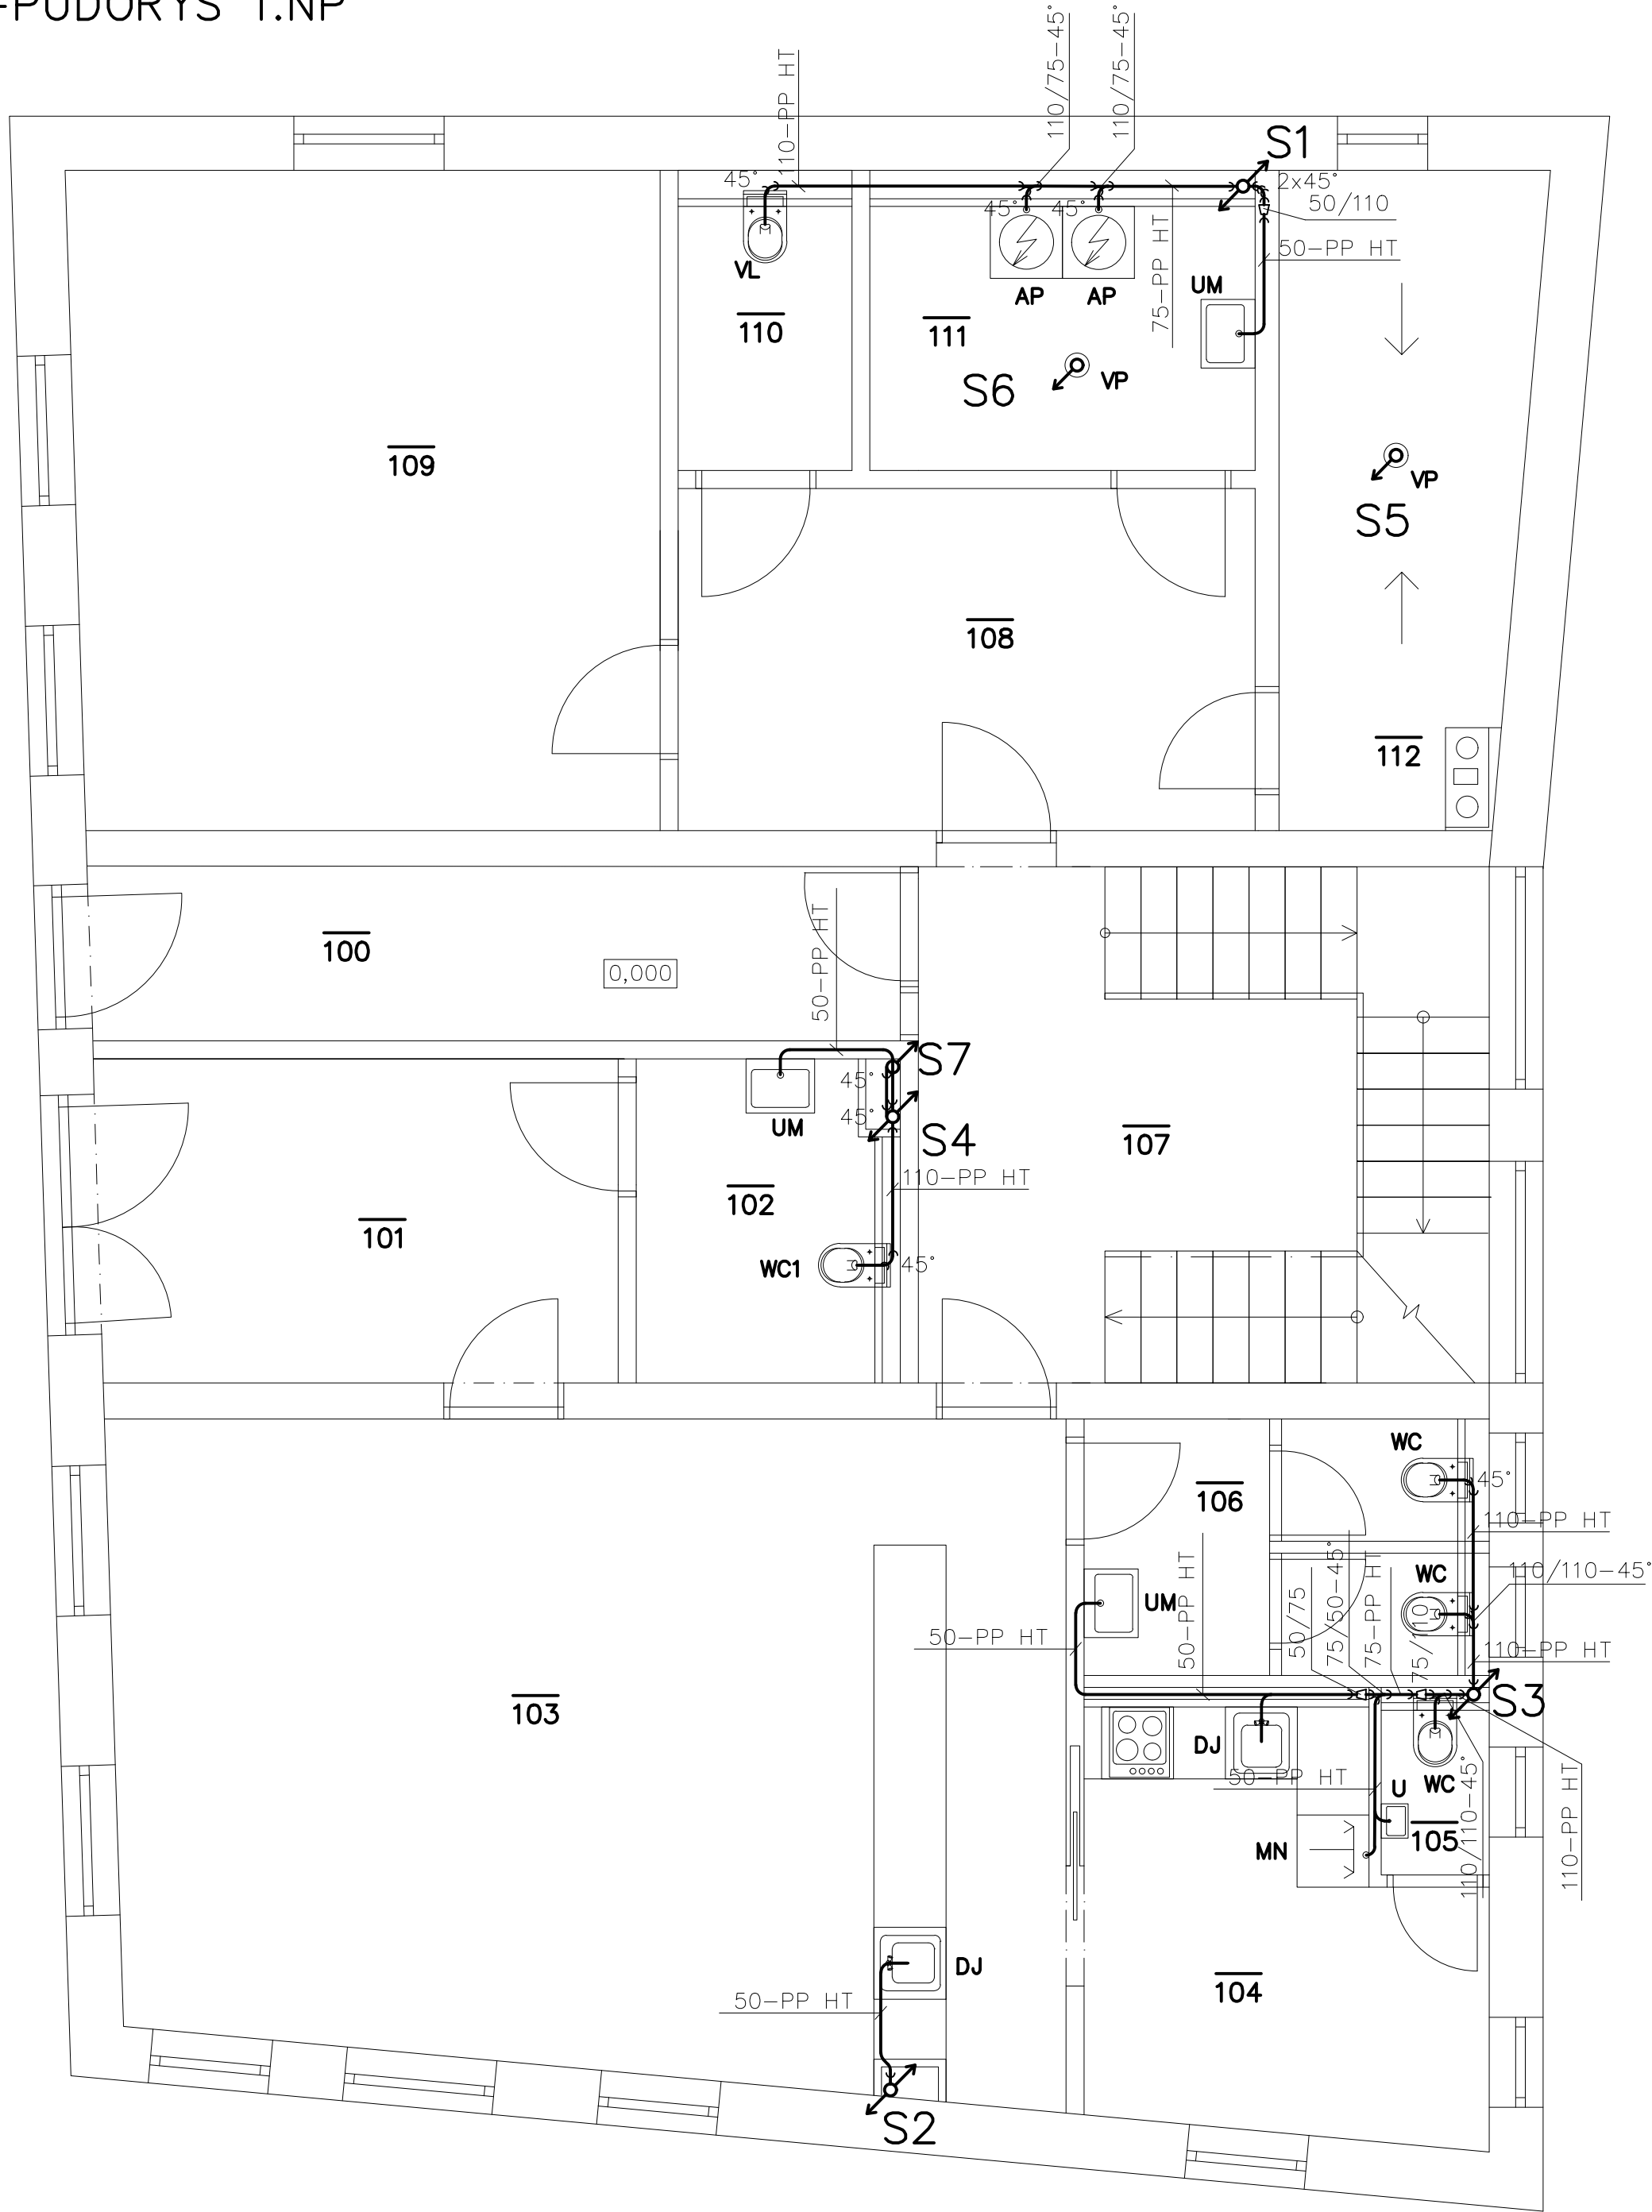 -PŮDORYS 1.NP
110-PP HT
110/75-45°
110/75-45°
S1
45°
2x45°
50/110
45°
45°
75-PP HT
50-PP HT
VL
AP
AP
UM
110
111
S6
VP
109
VP
S5
108
112
50-PP HT
100
0,000
S7
45°
45°
UM
S4
107
110-PP HT
102
101
WC1
45°
WC
45°
106
110-PP HT
50-PP HT
50/75
75/50-45°
75-PP HT
75/110
WC
110/110-45°
UM
50-PP HT
110-PP HT
S3
103
DJ
50-PP HT
U
WC
110/110-45°
110-PP HT
105
MN
DJ
104
50-PP HT
S2